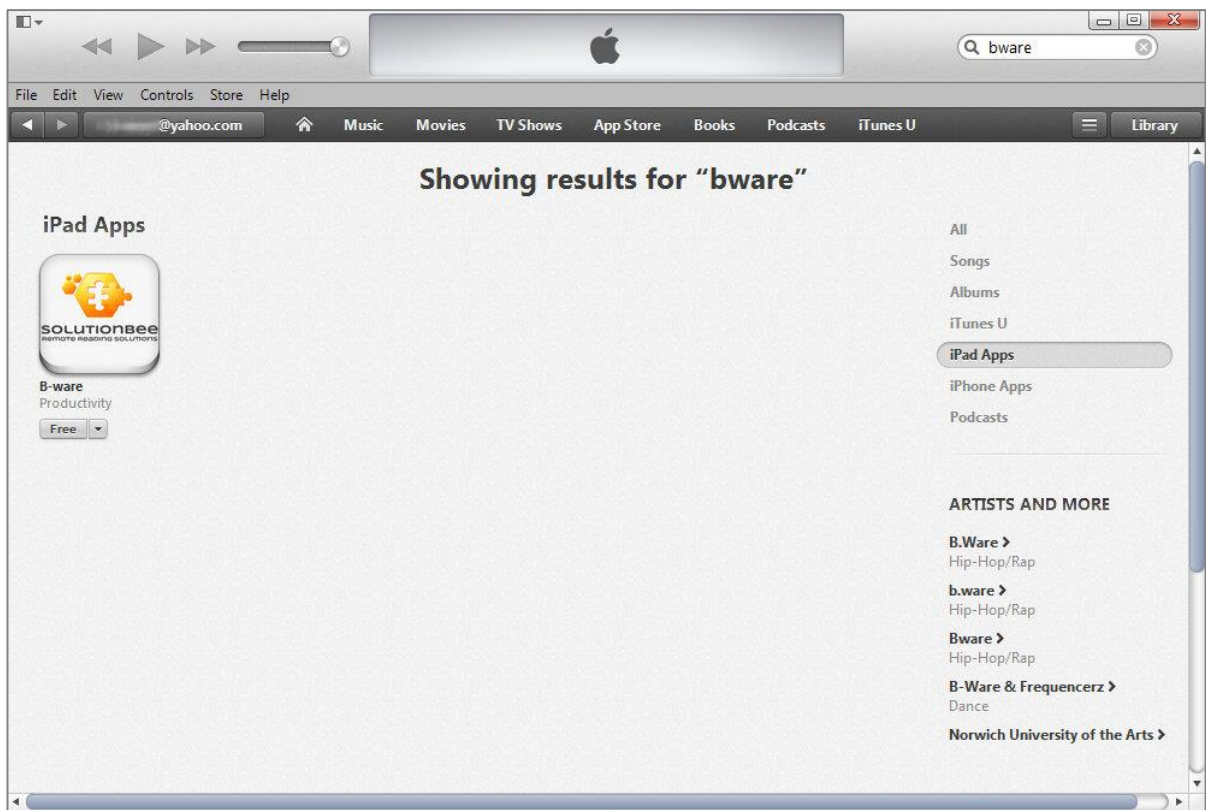 bware
File Edit View Controls Store Help
@yahoo.com Music Movies TV Shows App Store Books Podcasts iTunes U Library
Showing results for “bware”
iPad Apps
SOLUTIONBEE
REMOTE READING SOLUTIONS
B-ware
Productivity
Free
All
Songs
Albums
iTunes U
iPad Apps
iPhone Apps
Podcasts
ARTISTS AND MORE
B.Ware
Hip-Hop/Rap
b.ware
Hip-Hop/Rap
Bware
Hip-Hop/Rap
B-Ware & Frequencerz
Dance
Norwich University of the Arts